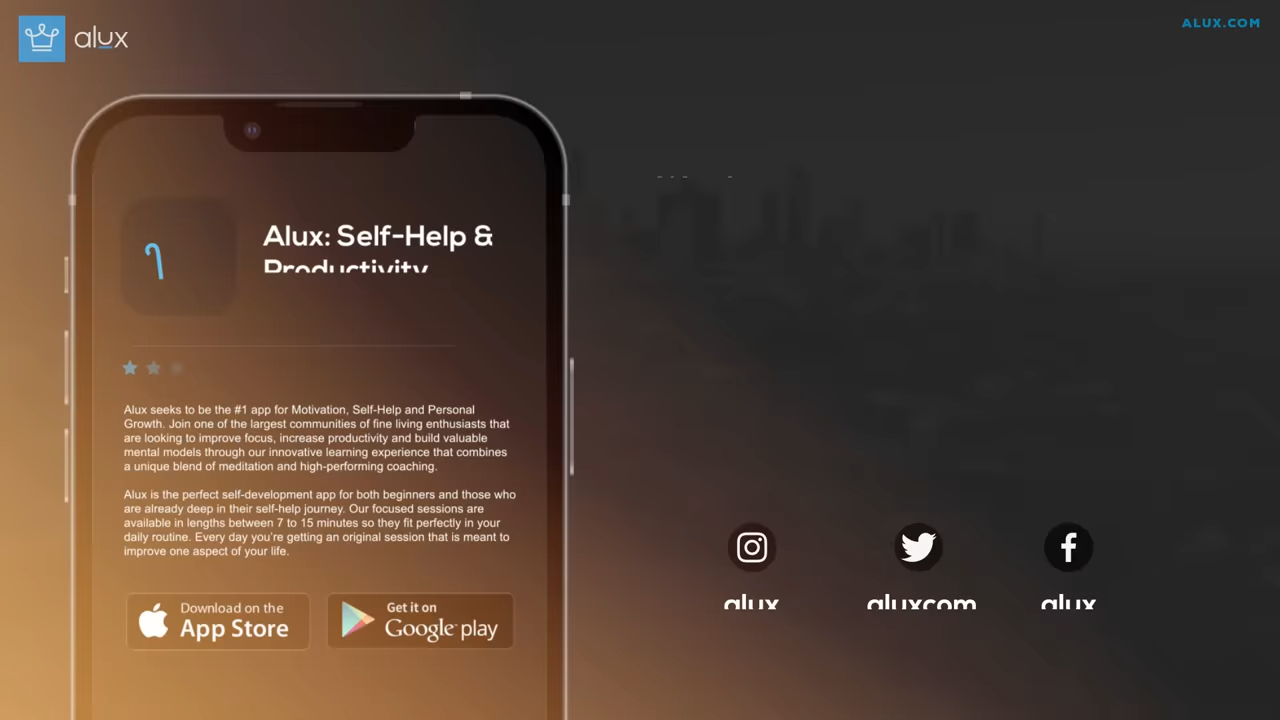 alux
ALUX.COM
Alux: Self-Help &
Productivity
Alux seeks to be the #1 app for Motivation, Self-Help and Personal
Growth. Join one of the largest communities of fine living enthusiasts that
are looking to improve focus, increase productivity and build valuable
mental models through our innovative learning experience that combines
a unique blend of meditation and high-performing coaching.
Alux is the perfect self-development app for both beginners and those who
are already deep in their self-help journey. Our focused sessions are
available in lengths between 7 to 15 minutes so they fit perfectly in your
daily routine. Every day you're getting an original session that is meant to
improve one aspect of your life.
Download on the
App Store
Get it on
Google play
alux
aluxcom
alux